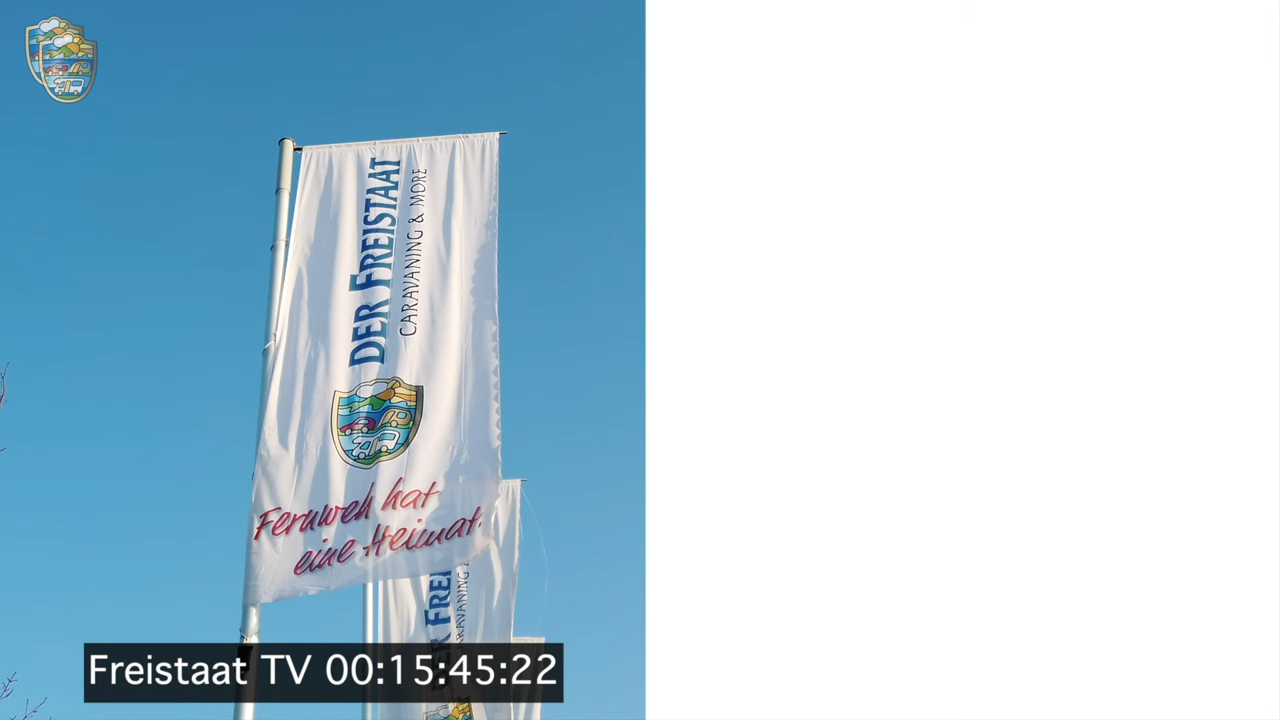 DER FREISTAAT
CARAVANING & MORE
Fernweh hat
eine Heimat.
DER FREI
CARAVANING &
Freistaat TV 00:15:45:22